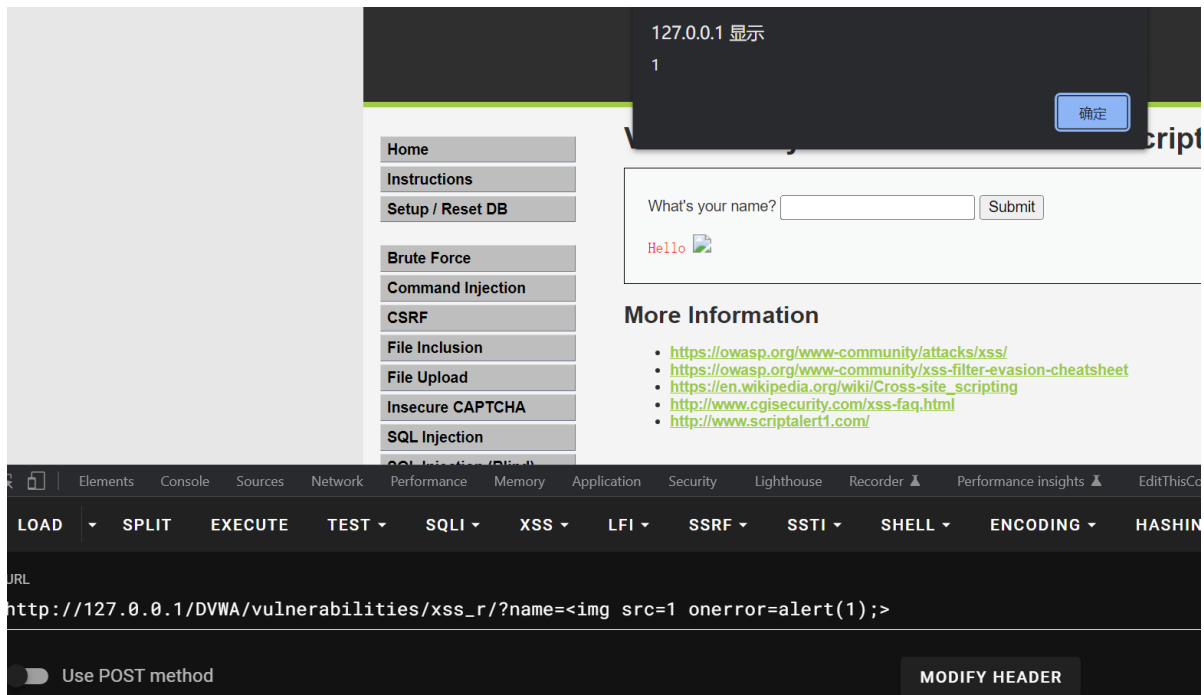 127.0.0.1 显示
1
确定
Home
Instructions
Setup / Reset DB
Brute Force
Command Injection
CSRF
File Inclusion
File Upload
Insecure CAPTCHA
SQL Injection
SQL Injection (Blind)
What's your name? Submit
Hello
More Information
https://owasp.org/www-community/attacks/xss/
https://owasp.org/www-community/xss-filter-evasion-cheatsheet
https://en.wikipedia.org/wiki/Cross-site_scripting
http://www.cgisecurity.com/xss-faq.html
http://www.scriptalert1.com/
Elements Console Sources Network Performance Memory Application Security Lighthouse Recorder Performance insights EditThisCo
LOAD SPLIT EXECUTE TEST SQLI XSS LFI SSRF SSTI SHELL ENCODING HASHIN
URL
http://127.0.0.1/DVWA/vulnerabilities/xss_r/?name=<img src=1 onerror=alert(1);>
Use POST method
MODIFY HEADER